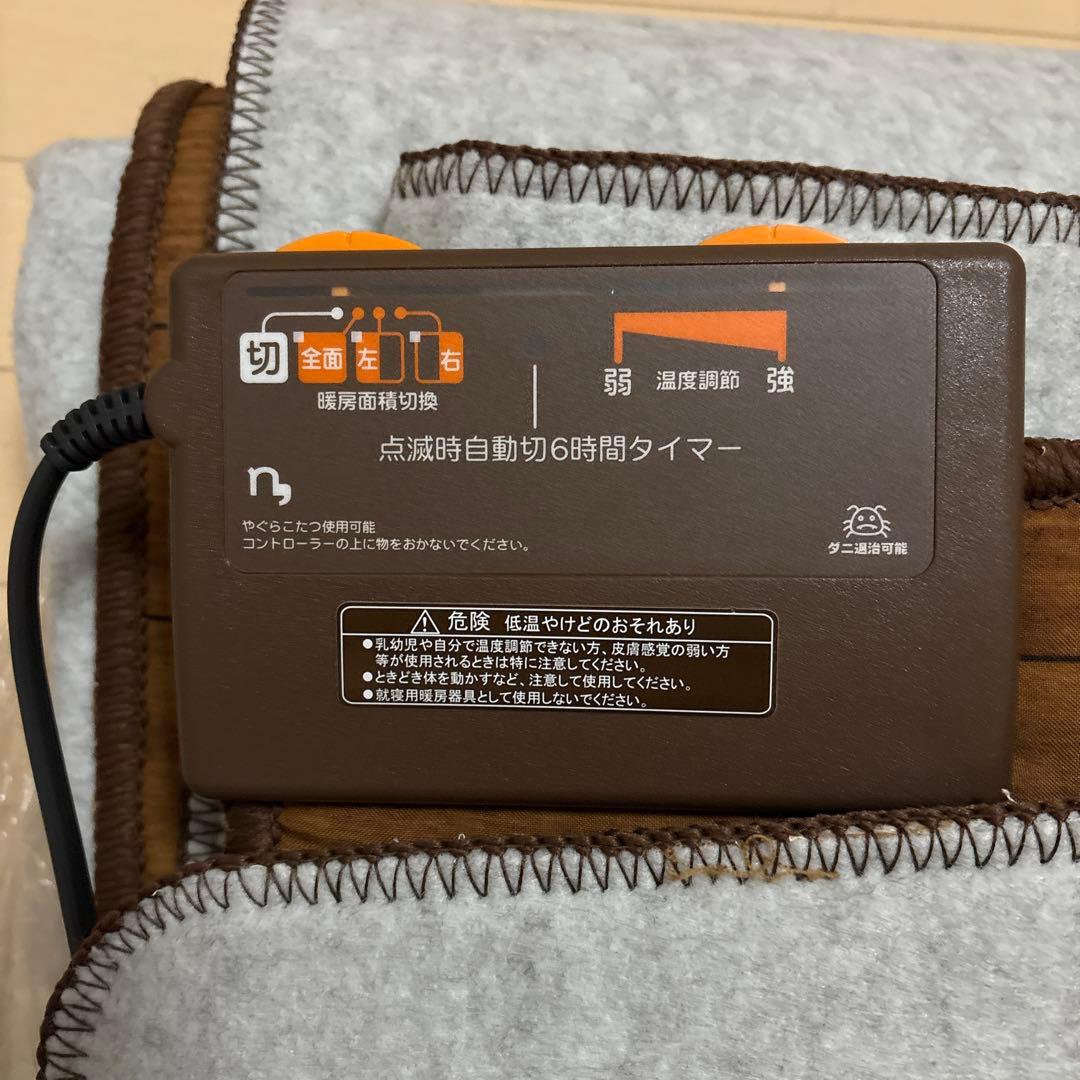 切 全面 左 右
暖房面積切換
弱 温度調節 強
点滅時自動切6時間タイマー
n
やぐらこたつ使用可能
コントローラーの上に物をおかないでください。
ダニ退治可能
危険 低温やけどのおそれあり
●乳幼児や自分で温度調節できない方、皮膚感覚の弱い方
等が使用されるときは特に注意してください。
●ときどき体を動かすなど、注意して使用してください。
●就寝用暖房器具として使用しないでください。